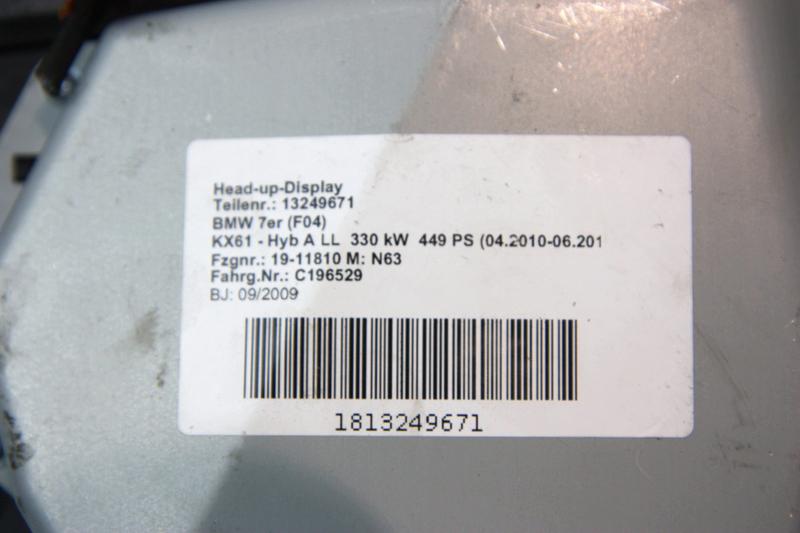 Head-up-Display
Teilenr.: 13249671
BMW 7er (F04)
KX61 - Hyb A LL 330 kW 449 PS (04.2010-06.201
Fzgnr.: 19-11810 M: N63
Fahrg.Nr.: C196529
BJ: 09/2009
1813249671